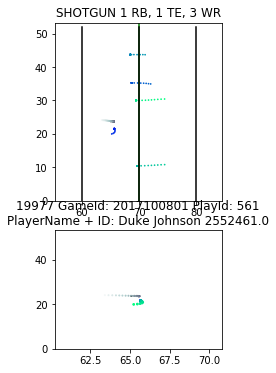 SHOTGUN 1 RB, 1 TE, 3 WR
50
40
30
20
10
0
60 70 80
19977 GameId: 2017100801 PlayId: 561
PlayerName + ID: Duke Johnson 2552461.0
40
20
0
62.5 65.0 67.5 70.0